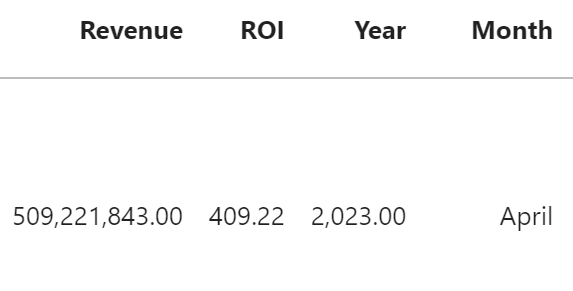 Revenue ROI Year Month
509,221,843.00 409.22 2,023.00 April